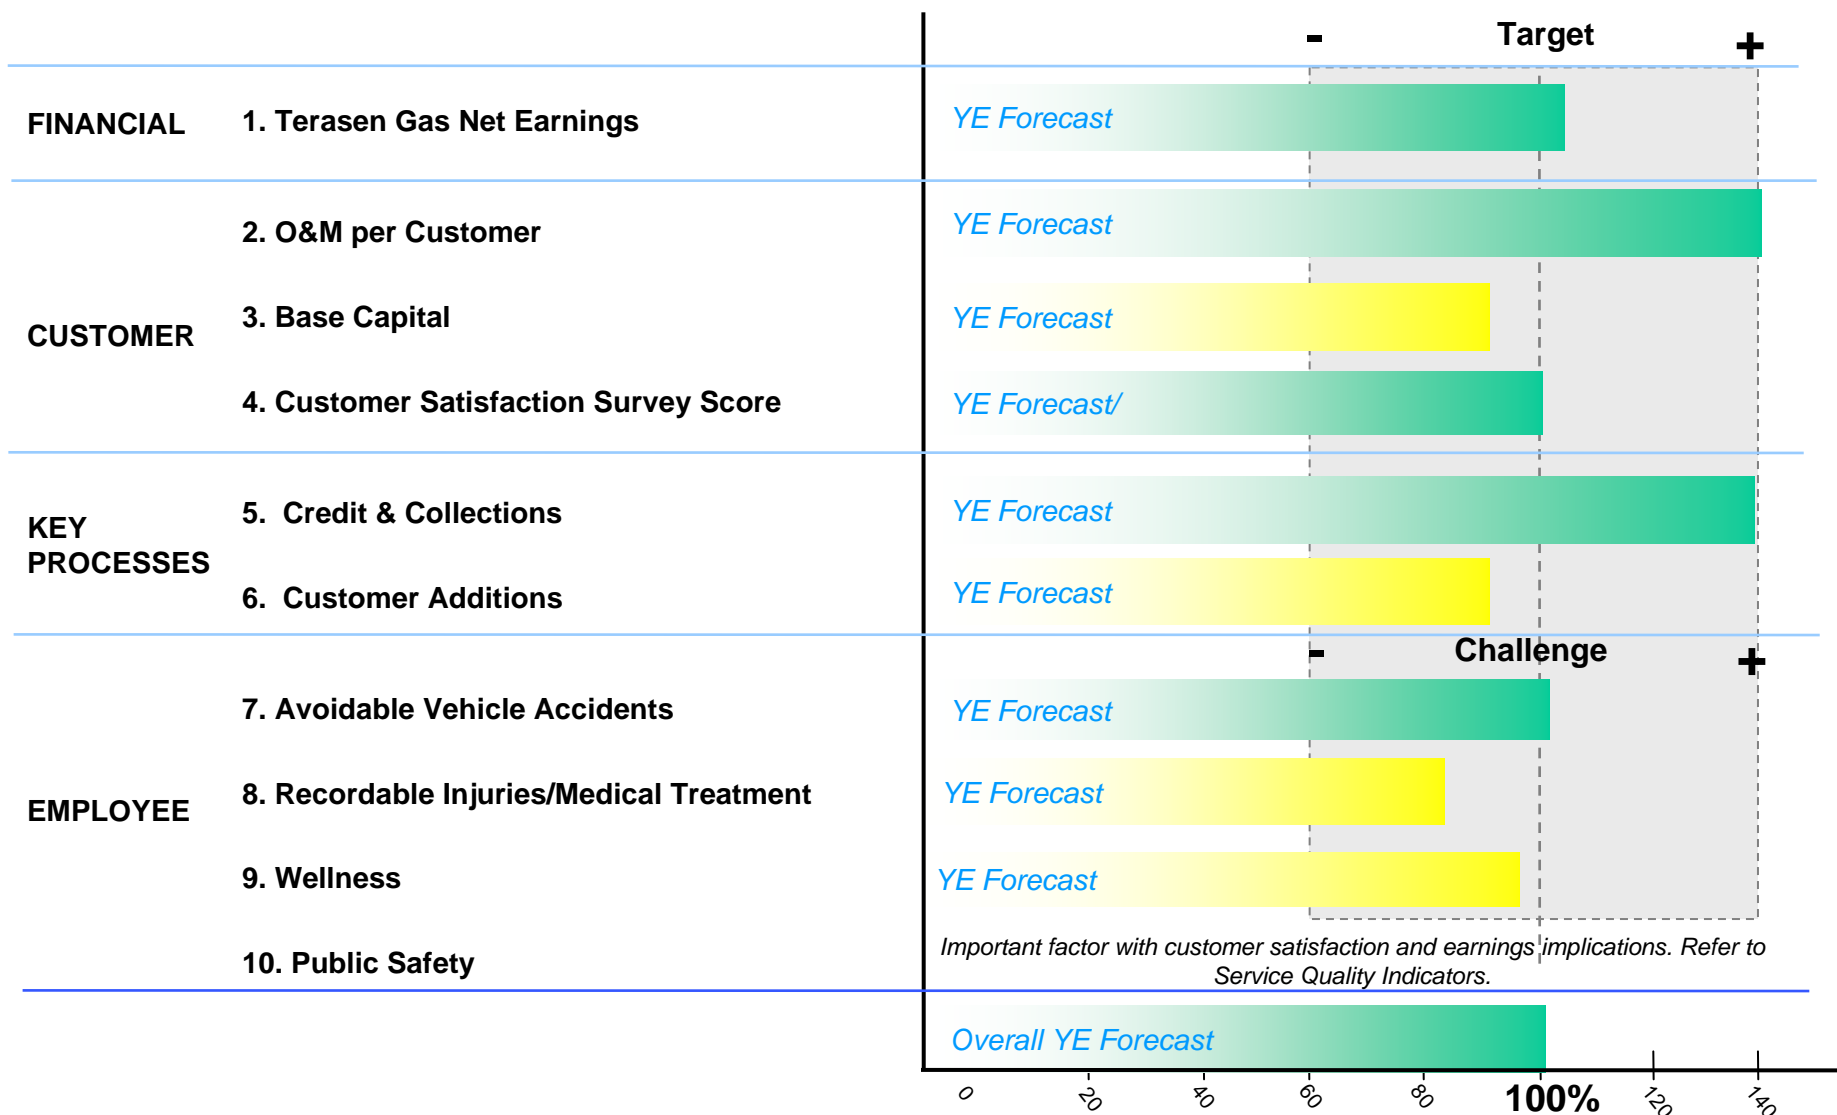 - Target +
FINANCIAL 1. Terasen Gas Net Earnings YE Forecast
2. O&M per Customer YE Forecast
CUSTOMER
3. Base Capital YE Forecast
4. Customer Satisfaction Survey Score YE Forecast/
KEY
PROCESSES
5. Credit & Collections YE Forecast
6. Customer Additions YE Forecast
- Challenge +
7. Avoidable Vehicle Accidents YE Forecast
EMPLOYEE
8. Recordable Injuries/Medical Treatment YE Forecast
9. Wellness YE Forecast
10. Public Safety
Important factor with customer satisfaction and earnings implications. Refer to
Service Quality Indicators.
Overall YE Forecast
0 20 40 60 80 100% 120 140